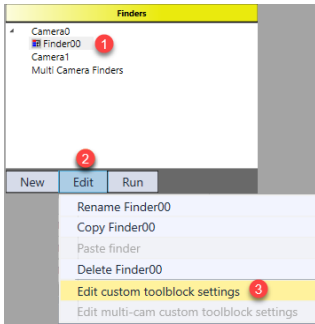 Finders
Camera0
Finder00 1
Camera1
Multi Camera Finders
2
New Edit Run
Rename Finder00
Copy Finder00
Paste finder
Delete Finder00
Edit custom toolblock settings 3
Edit multi-cam custom toolblock settings